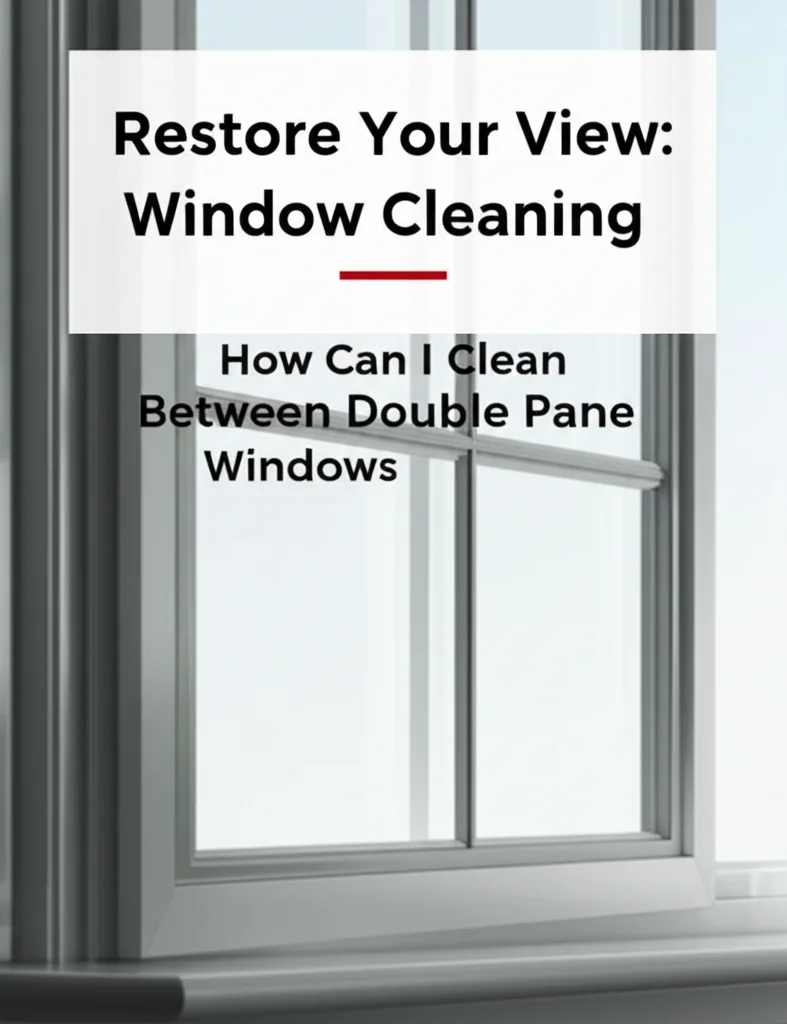 Restore Your View:
Window Cleaning
How Can I Clean
Between Double Pane
Windows